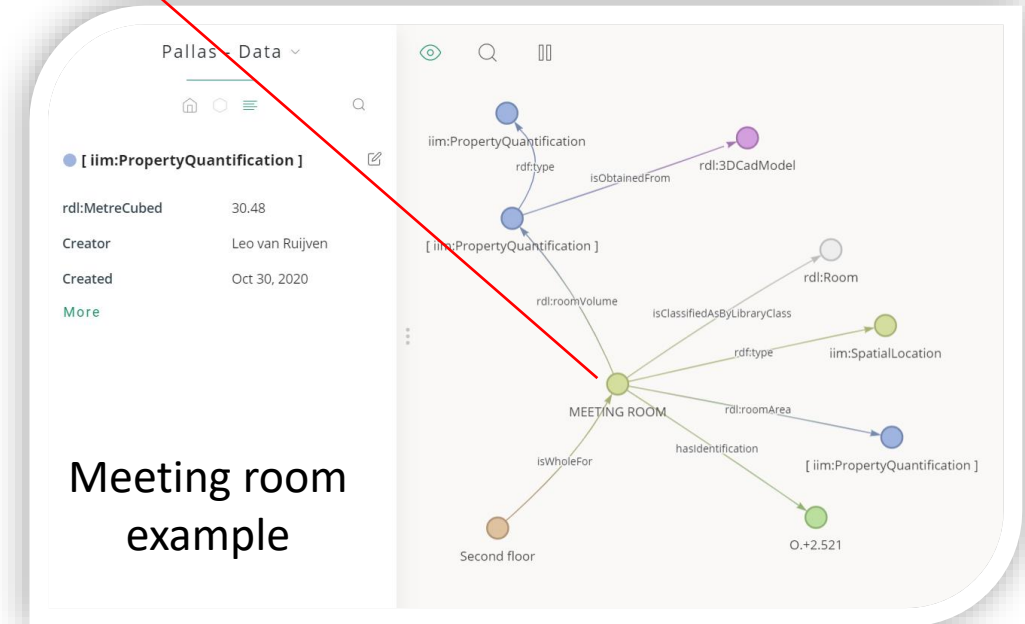 Pallas - Data
[ iim:PropertyQuantification ]
rdl:MetreCubed 30.48
Creator Leo van Ruijven
Created Oct 30, 2020
More
Meeting room
example
iim:PropertyQuantification
rdf:type
isObtainedFrom
rdl:3DCadModel
[ iim:PropertyQuantification ]
rdl:Room
rdl:roomVolume
isClassifiedAsByLibraryClass
rdf:type
iim:SpatialLocation
MEETING ROOM
rdl:roomArea
hasIdentification
isWholeFor
[ iim:PropertyQuantification ]
O.+2.521
Second floor